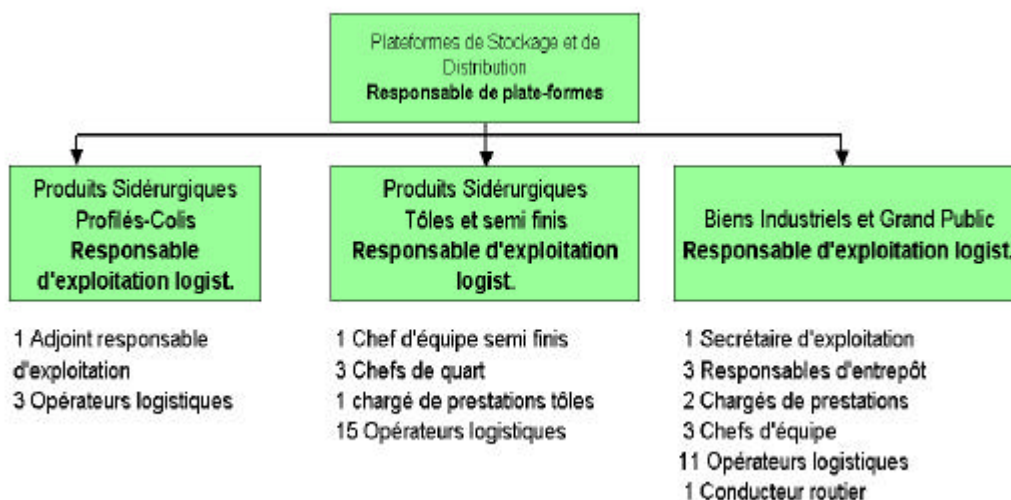 Plateformes de Stockage et de
Distribution
Responsable de plate-formes
Produits Sidérurgiques
Profilés-Colis
Responsable
d'exploitation logist.
Produits Sidérurgiques
Tôles et semi finis
Responsable d'exploitation
logist.
Biens Industriels et Grand Public
Responsable d'exploitation logist.
1 Adjoint responsable
d'exploitation
3 Opérateurs logistiques
1 Chef d'équipe semi finis
3 Chefs de quart
1 chargé de prestations tôles
15 Opérateurs logistiques
1 Secrétaire d'exploitation
3 Responsables d'entrepôt
2 Chargés de prestations
3 Chefs d'équipe
11 Opérateurs logistiques
1 Conducteur routier